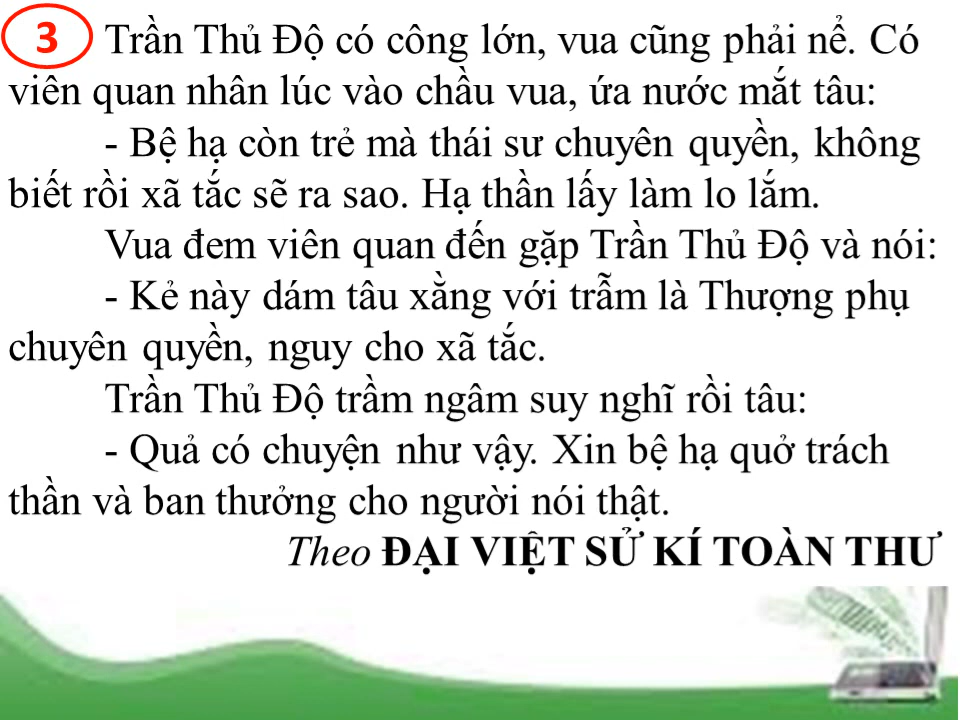 3 Trần Thủ Độ có công lớn, vua cũng phải nể. Có
viên quan nhân lúc vào chầu vua, ứa nước mắt tâu:
- Bệ hạ còn trẻ mà thái sư chuyên quyền, không
biết rồi xã tắc sẽ ra sao. Hạ thần lấy làm lo lắm.
Vua đem viên quan đến gặp Trần Thủ Độ và nói:
- Kẻ này dám tâu xằng với trẫm là Thượng phụ
chuyên quyền, nguy cho xã tắc.
Trần Thủ Độ trầm ngâm suy nghĩ rồi tâu:
- Quả có chuyện như vậy. Xin bệ hạ quở trách
thần và ban thưởng cho người nói thật.
Theo ĐẠI VIỆT SỬ KÍ TOÀN THƯ